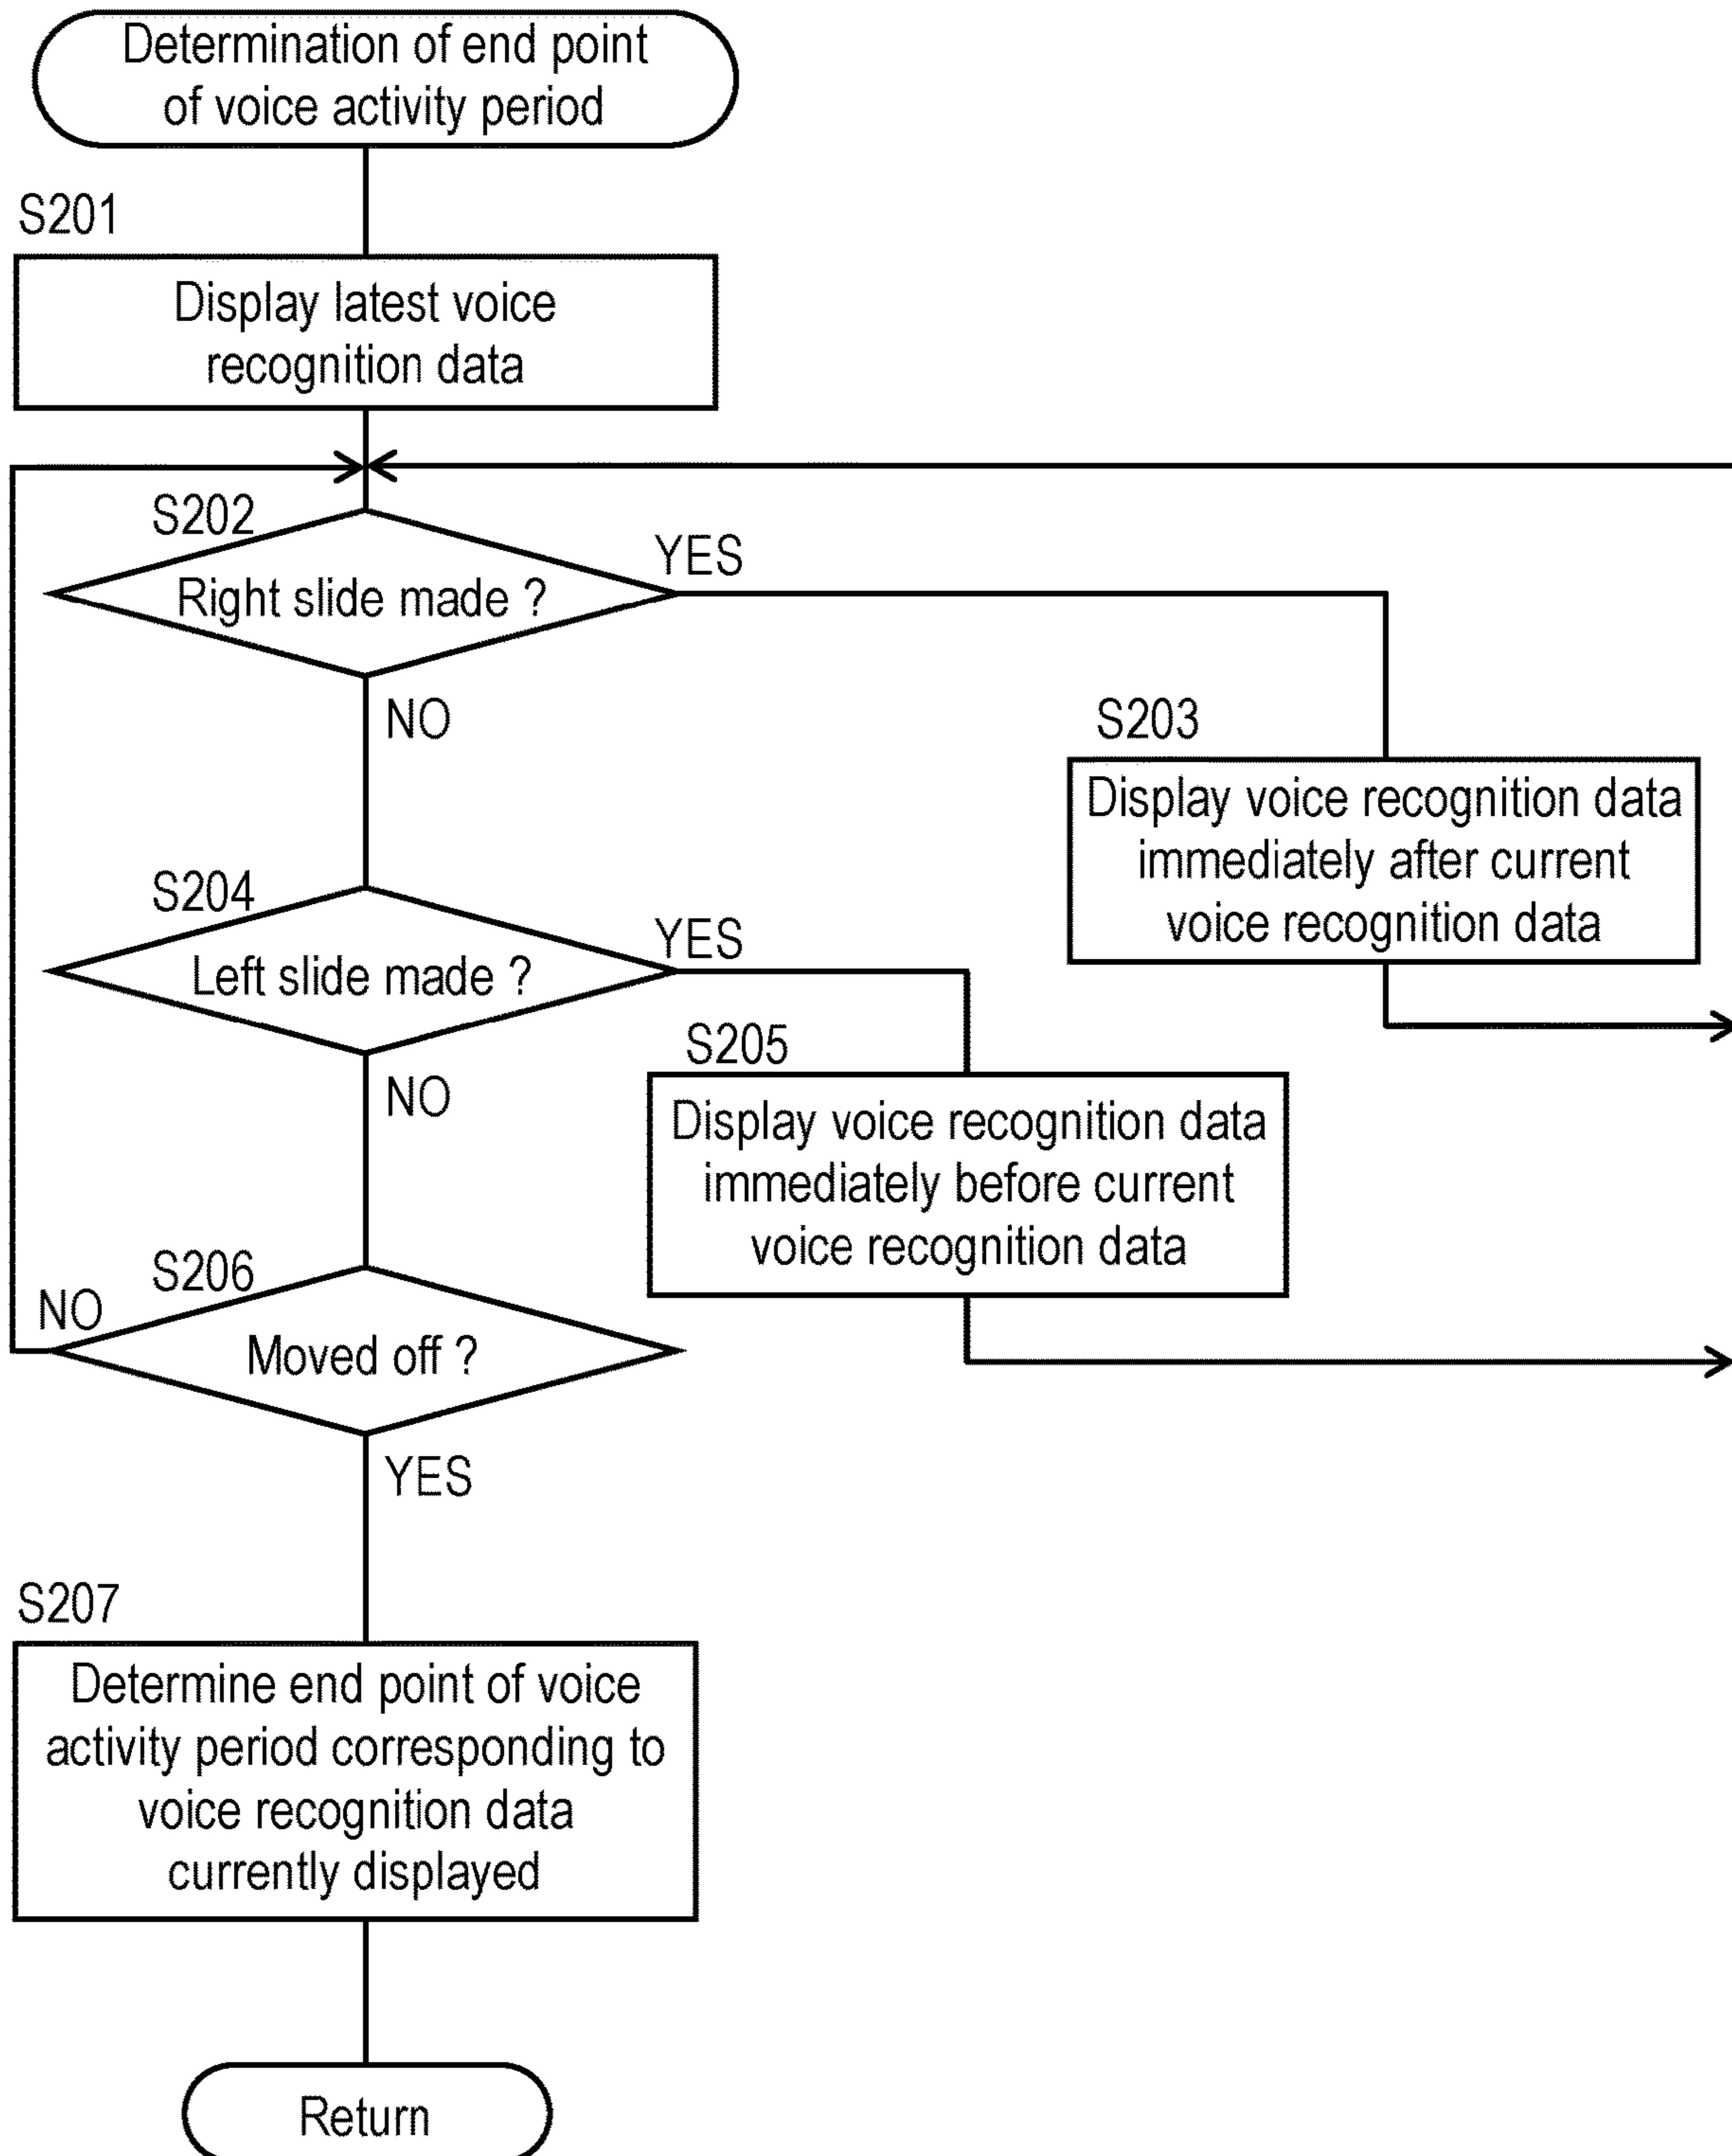 Determination of end point
of voice activity period
S201
Display latest voice
recognition data
S202
YES
Right slide made ?
NO
S203
Display voice recognition data
immediately after current
voice recognition data
S204
YES
Left slide made ?
NO
S205
Display voice recognition data
immediately before current
voice recognition data
S206
NO
Moved off ?
YES
S207
Determine end point of voice
activity period corresponding to
voice recognition data
currently displayed
Return